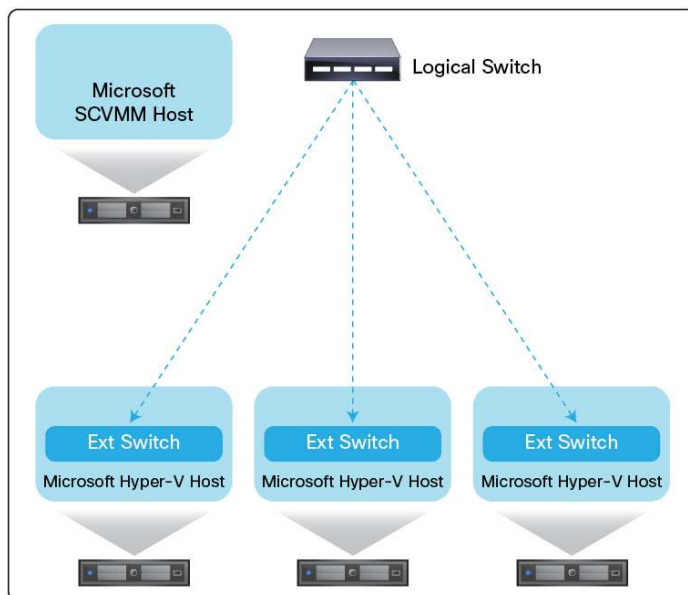 Microsoft
SCVMM Host
Logical Switch
Ext Switch
Microsoft Hyper-V Host
Ext Switch
Microsoft Hyper-V Host
Ext Switch
Microsoft Hyper-V Host